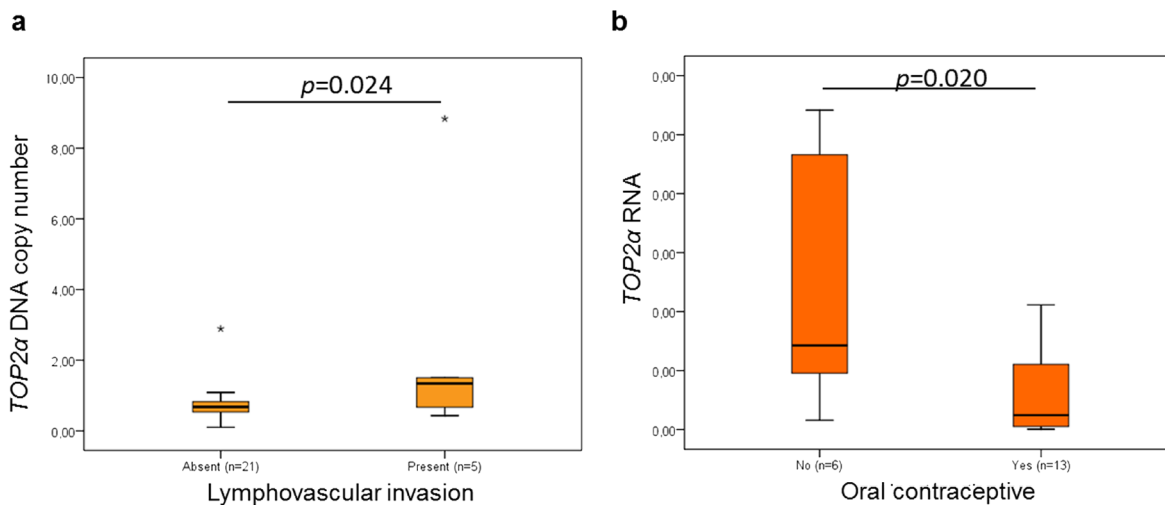 a
p=0.024
10,00
8,00
6,00
4,00
2,00
0,00
TOP2α DNA copy number
Absent (n=21)
Present (n=5)
Lymphovascular invasion
b
p=0.020
0,00
0,00
0,00
0,00
0,00
0,00
0,00
TOP2α RNA
No (n=6)
Yes (n=13)
Oral contraceptive